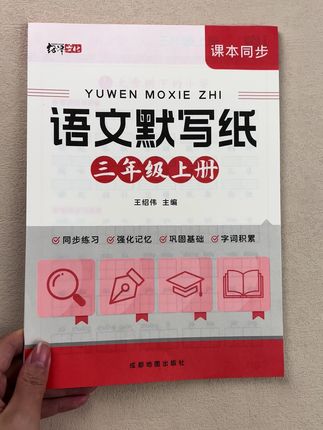 课本同步
YUWEN MOXIE ZHI
语文默写纸
三年级上册
王绍伟 主编
同步练习 强化记忆 巩固基础 字词积累
成都地图出版社